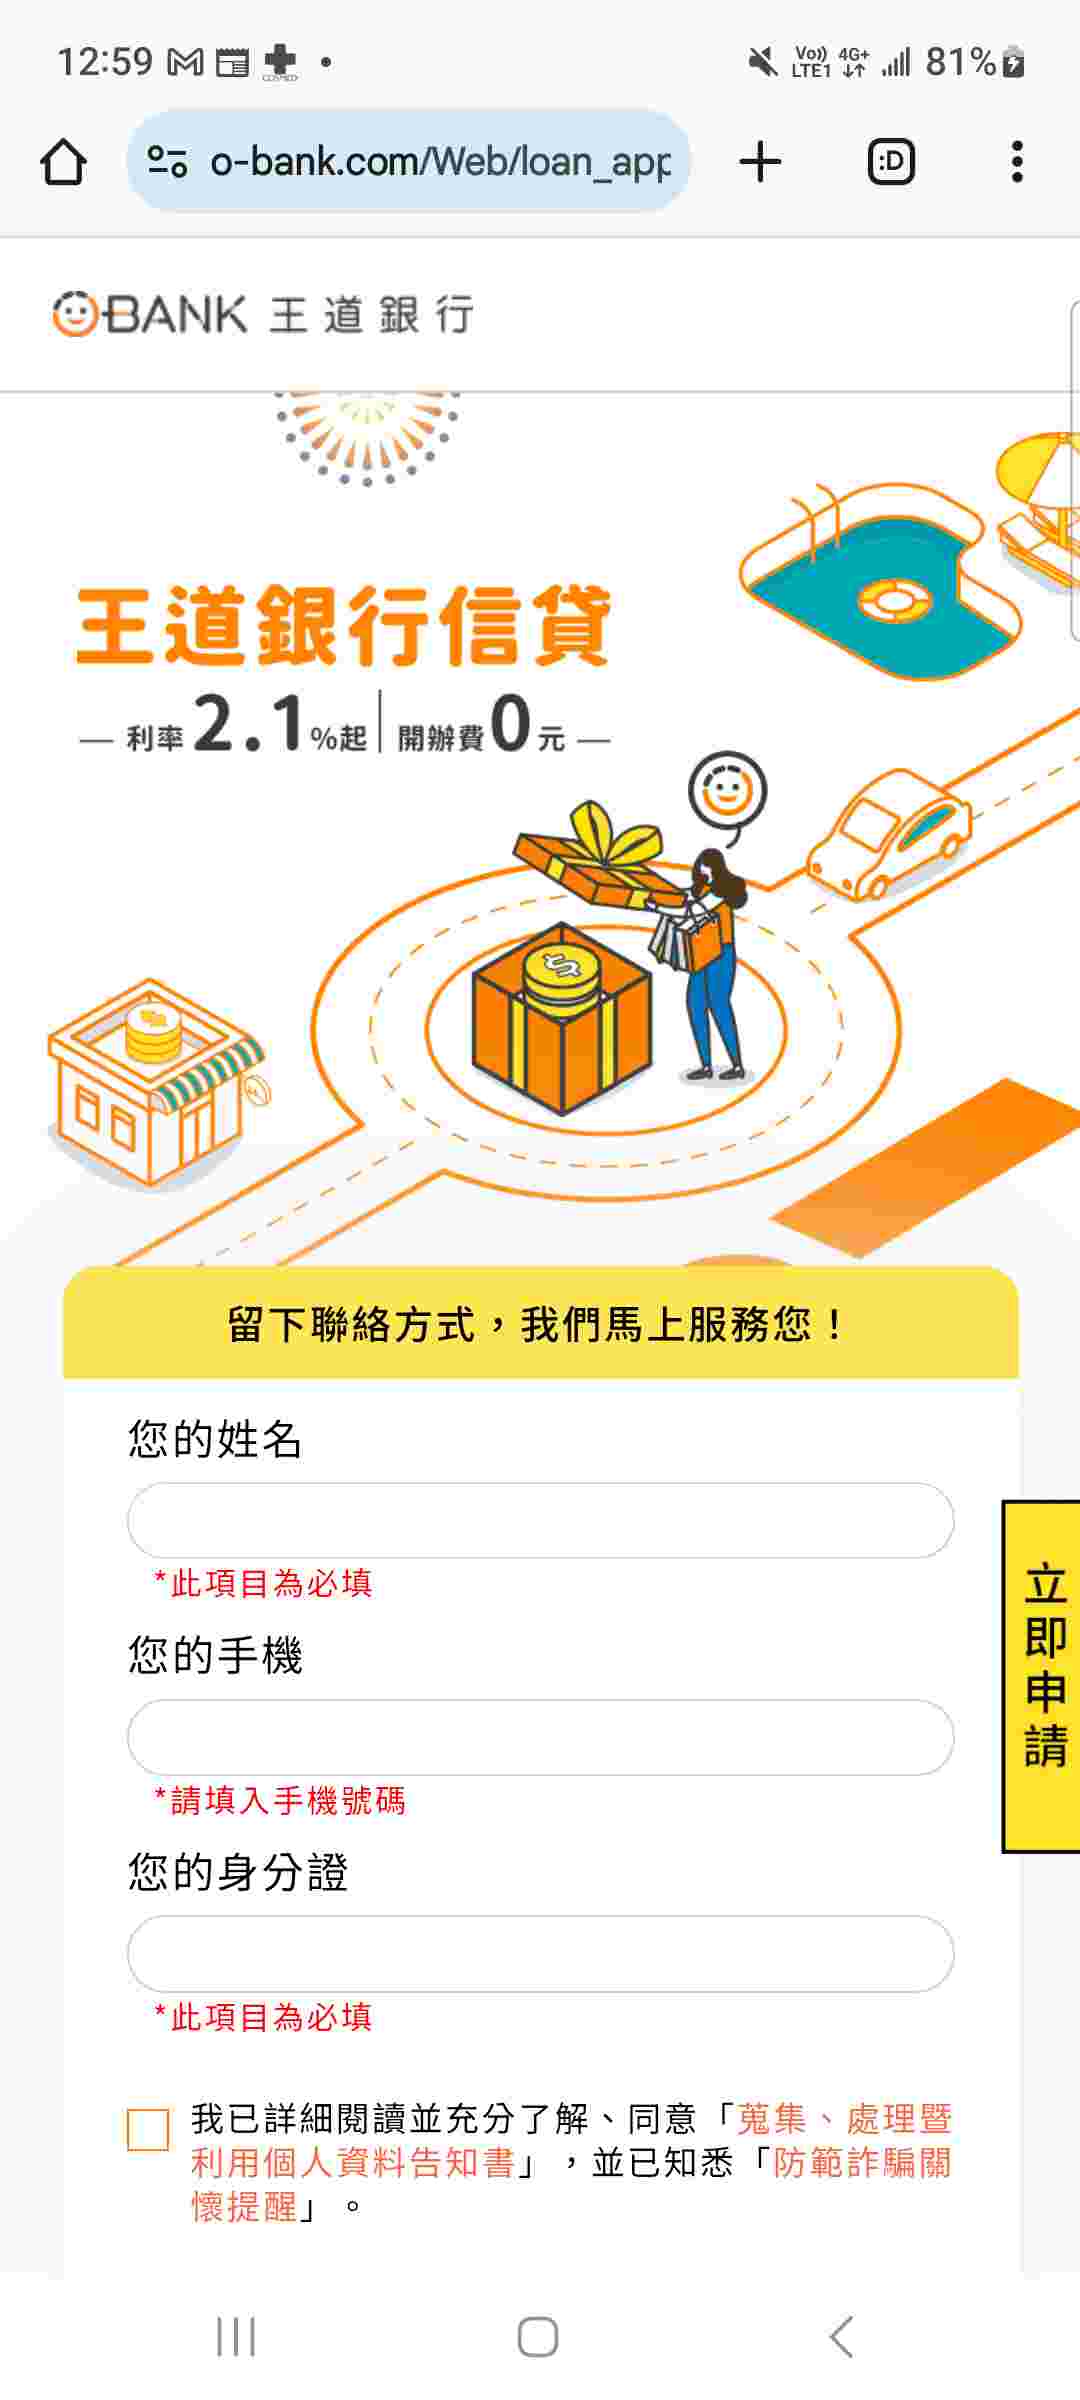 12:59
COSMED
Vo)) LTE1 4G+ 81%
o-bank.com/Web/loan_app
:D
BANK 王道銀行
王道銀行信貸
利率2.1%起 開辦費0元
留下聯絡方式，我們馬上服務您！
您的姓名
*此項目為必填
您的手機
*請填入手機號碼
您的身分證
*此項目為必填
立即申請
我已詳細閱讀並充分了解、同意「蒐集、處理暨
利用個人資料告知書」，並已知悉「防範詐騙關
懷提醒」。